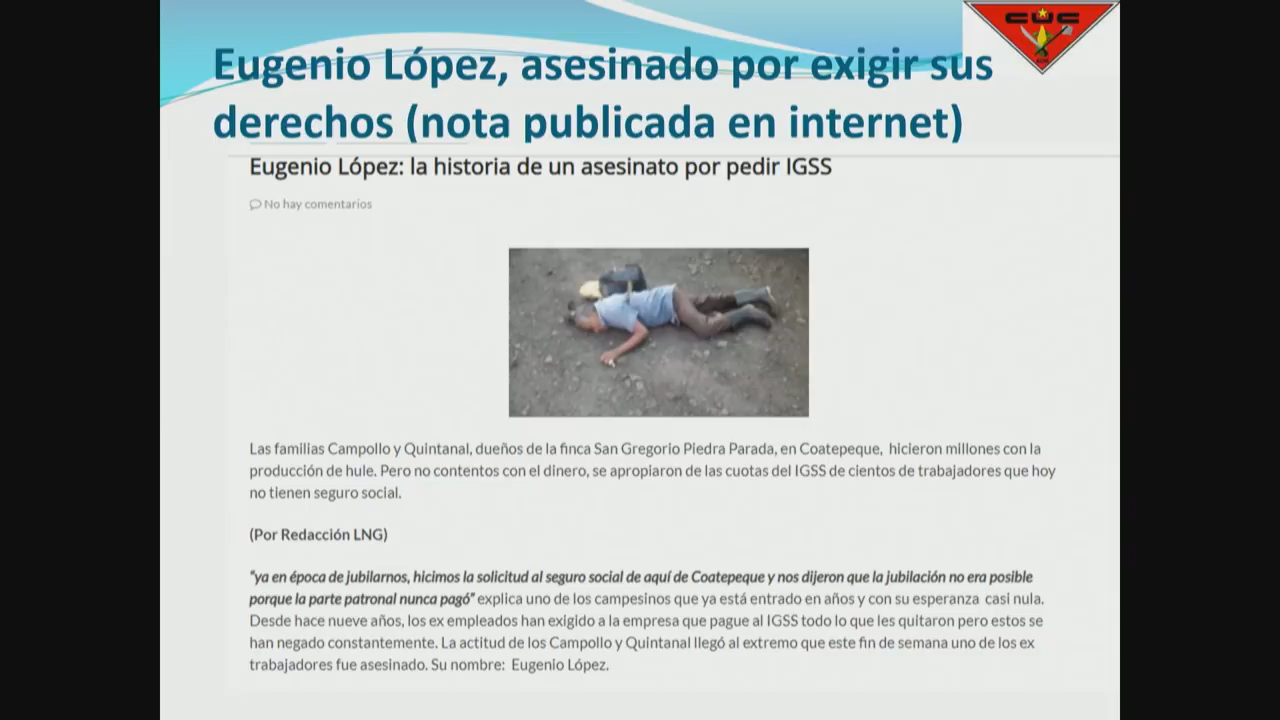 CUC
Eugenio López, asesinado por exigir sus
derechos (nota publicada en internet)
Eugenio López: la historia de un asesinato por pedir IGSS
No hay comentarios
Las familias Campollo y Quintanal, dueños de la finca San Gregorio Piedra Parada, en Coatepeque, hicieron millones con la
producción de hule. Pero no contentos con el dinero, se apropiaron de las cuotas del IGSS de cientos de trabajadores que hoy
no tienen seguro social.
(Por Redacción LNG)
"ya en época de jubilarnos, hicimos la solicitud al seguro social de aquí de Coatepeque y nos dijeron que la jubilación no era posible
porque la parte patronal nunca pagó" explica uno de los campesinos que ya está entrado en años y con su esperanza casi nula.
Desde hace nueve años, los ex empleados han exigido a la empresa que pague al IGSS todo lo que les quitaron pero estos se
han negado constantemente. La actitud de los Campollo y Quintanal llegó al extremo que este fin de semana uno de los ex
trabajadores fue asesinado. Su nombre: Eugenio López.